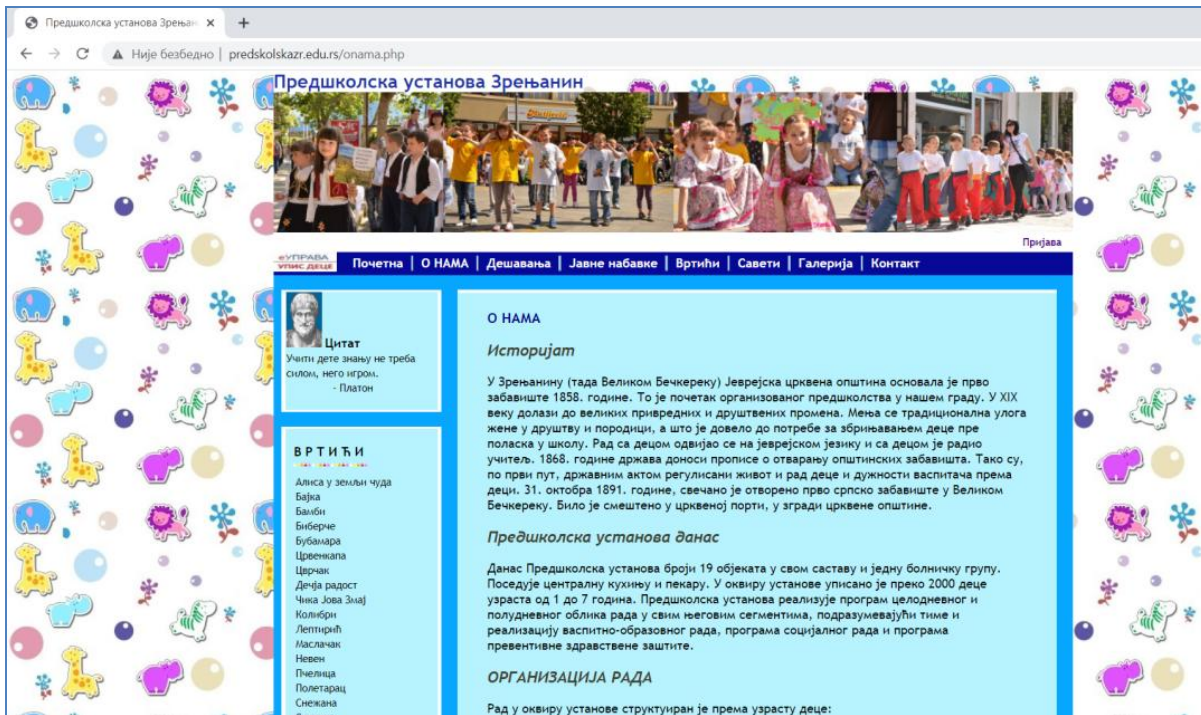 Предшколска установа Зрењан
Није безбедно | predskolskazr.edu.rs/onama.php
Предшколска установа Зрењанин
Пријава
еУПРАВА
УПИС ДЕЦЕ
Почетна | О НАМА | Дешавања | Јавне набавке | Вртићи | Савети | Галерија | Контакт
Цитат
Учити дете знању не треба
силом, него игром.
- Платон
ВРТИЋИ
Алиса у земљи чуда
Бајка
Бамби
Биберче
Бубамара
Црвенкапа
Цврчак
Дечја радост
Чика Јова Змај
Колибри
Лептирић
Маслачак
Невен
Пчелица
Полетарац
Снежана
О НАМА
Историјат
У Зрењанину (тада Великом Бечкереку) Јеврејска црквена општина основала је прво
забавиште 1858. године. То је почетак организованог предшколства у нашем граду. У XIX
веку долази до великих привредних и друштвених промена. Мења се традиционална улога
жене у друштву и породици, а што је довело до потребе за збрињавањем деце пре
поласка у школу. Рад са децом одвијао се на јеврејском језику и са децом је радио
учитељ. 1868. године држава доноси прописе о отварању општинских забавишта. Тако су,
по први пут, државним актом регулисани живот и рад деце и дужности васпитача према
деци. 31. октобра 1891. године, свечано је отворено прво српско забавиште у Великом
Бечкереку. Било је смештено у црквеној порти, у згради црквене општине.
Предшколска установа данас
Данас Предшколска установа броји 19 објеката у свом саставу и једну болничку групу.
Поседује централну кухињу и пекару. У оквиру установе уписано је преко 2000 деце
узраста од 1 до 7 година. Предшколска установа реализује програм целодневног и
полудневног облика рада у свим његовим сегментима, подразумевајући тиме и
реализацију васпитно-образовног рада, програма социјалног рада и програма
превентивне здравствене заштите.
ОРГАНИЗАЦИЈА РАДА
Рад у оквиру установе структуиран је према узрасту деце: